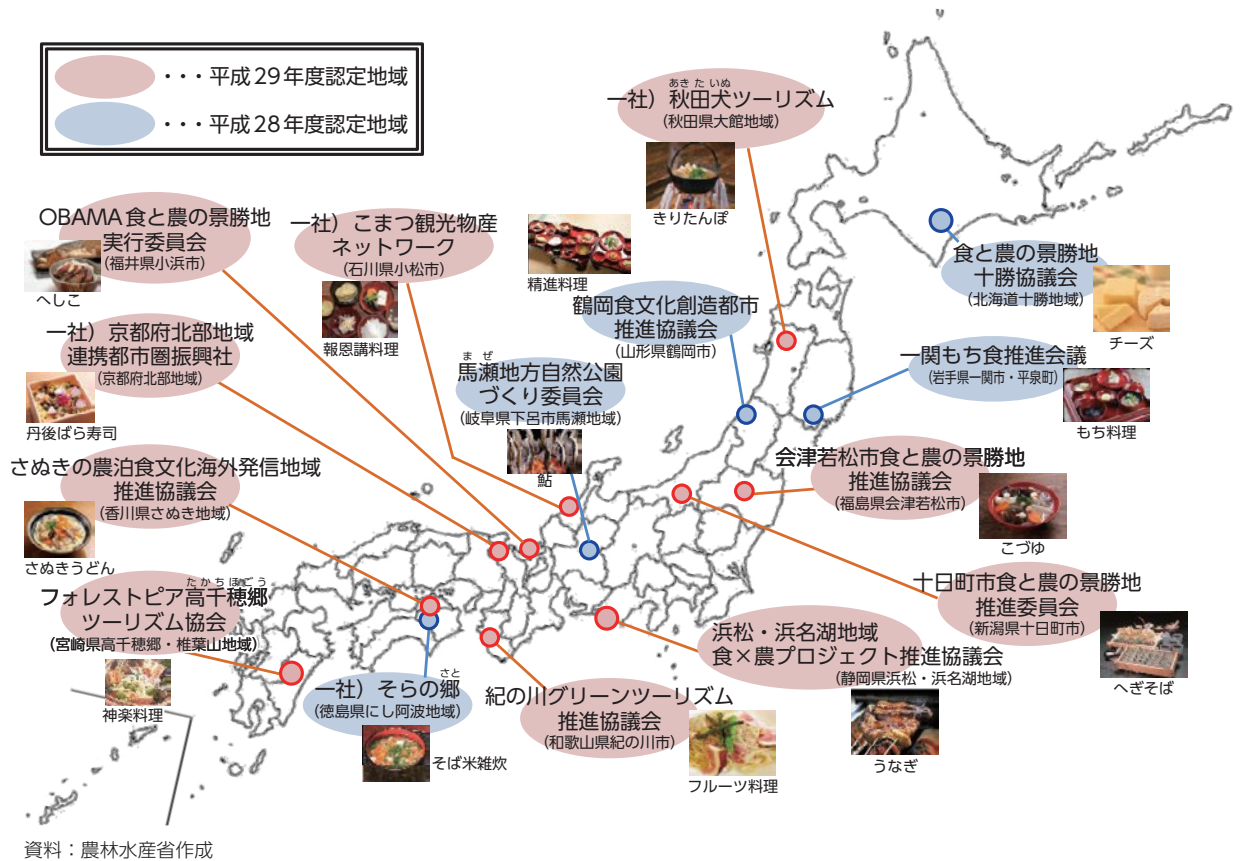 ・・・平成29年度認定地域
・・・平成28年度認定地域
あきたいぬ
一社）秋田犬ツーリズム
（秋田県大館地域）
きりたんぽ
OBAMA食と農の景勝地
実行委員会
（福井県小浜市）
へしこ
一社）こまつ観光物産
ネットワーク
（石川県小松市）
報恩講料理
精進料理
鶴岡食文化創造都市
推進協議会
（山形県鶴岡市）
食と農の景勝地
十勝協議会
（北海道十勝地域）
チーズ
一社）京都府北部地域
連携都市圏振興社
（京都府北部地域）
丹後ばら寿司
まぜ
馬瀬地方自然公園
づくり委員会
（岐阜県下呂市馬瀬地域）
鮎
一関もち食推進会議
（岩手県一関市・平泉町）
もち料理
さぬきの農泊食文化海外発信地域
推進協議会
（香川県さぬき地域）
さぬきうどん
会津若松市食と農の景勝地
推進協議会
（福島県会津若松市）
こづゆ
たかちほごう
フォレストピア高千穂郷
ツーリズム協会
（宮崎県高千穂郷・椎葉山地域）
神楽料理
十日町市食と農の景勝地
推進委員会
（新潟県十日町市）
へぎそば
浜松・浜名湖地域
食×農プロジェクト推進協議会
（静岡県浜松・浜名湖地域）
うなぎ
さと
一社）そらの郷
（徳島県にし阿波地域）
そば米雑炊
紀の川グリーンツーリズム
推進協議会
（和歌山県紀の川市）
フルーツ料理
資料：農林水産省作成